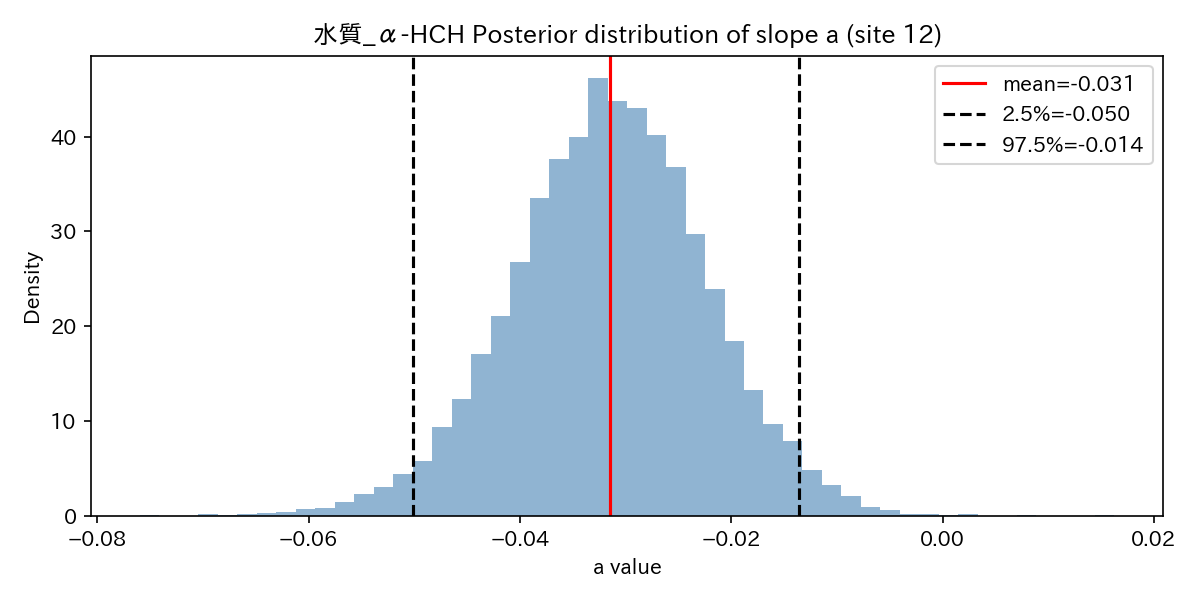 水質_α-HCH Posterior distribution of slope a (site 12)
mean=-0.031
2.5%=-0.050
97.5%=-0.014
Density
40
30
20
10
0
−0.08 −0.06 −0.04 −0.02 0.00 0.02
a value